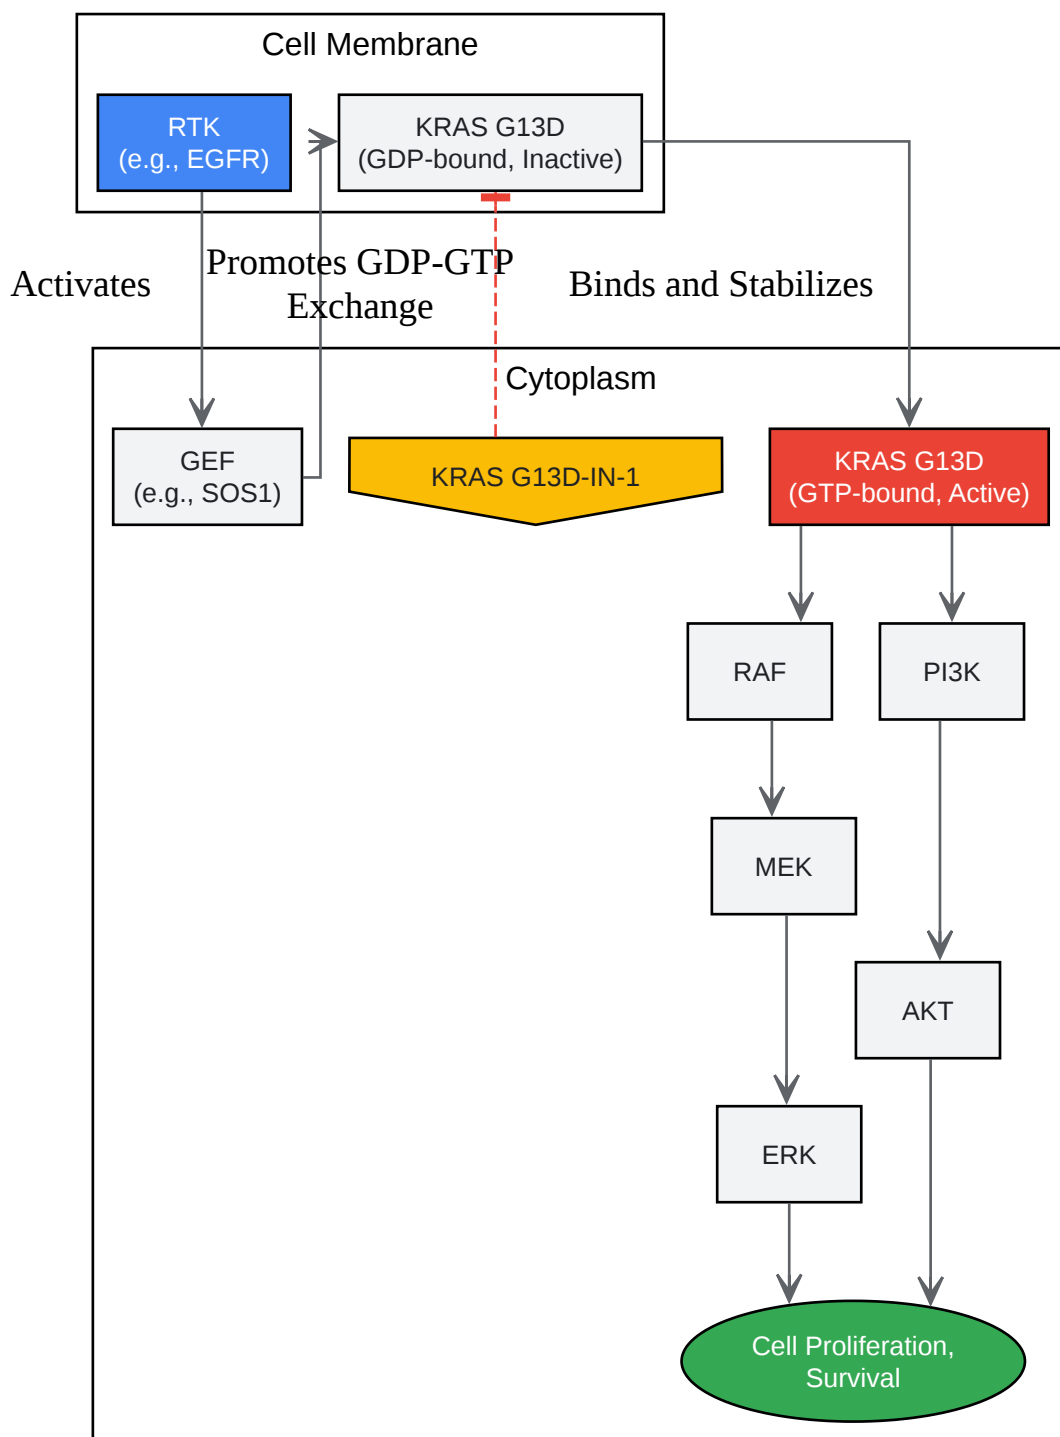 Cell Membrane
RTK
(e.g., EGFR)
KRAS G13D
(GDP-bound, Inactive)
Activates
Promotes GDP-GTP
Exchange
Binds and Stabilizes
Cytoplasm
GEF
(e.g., SOS1)
KRAS G13D-IN-1
KRAS G13D
(GTP-bound, Active)
RAF
PI3K
MEK
AKT
ERK
Cell Proliferation,
Survival